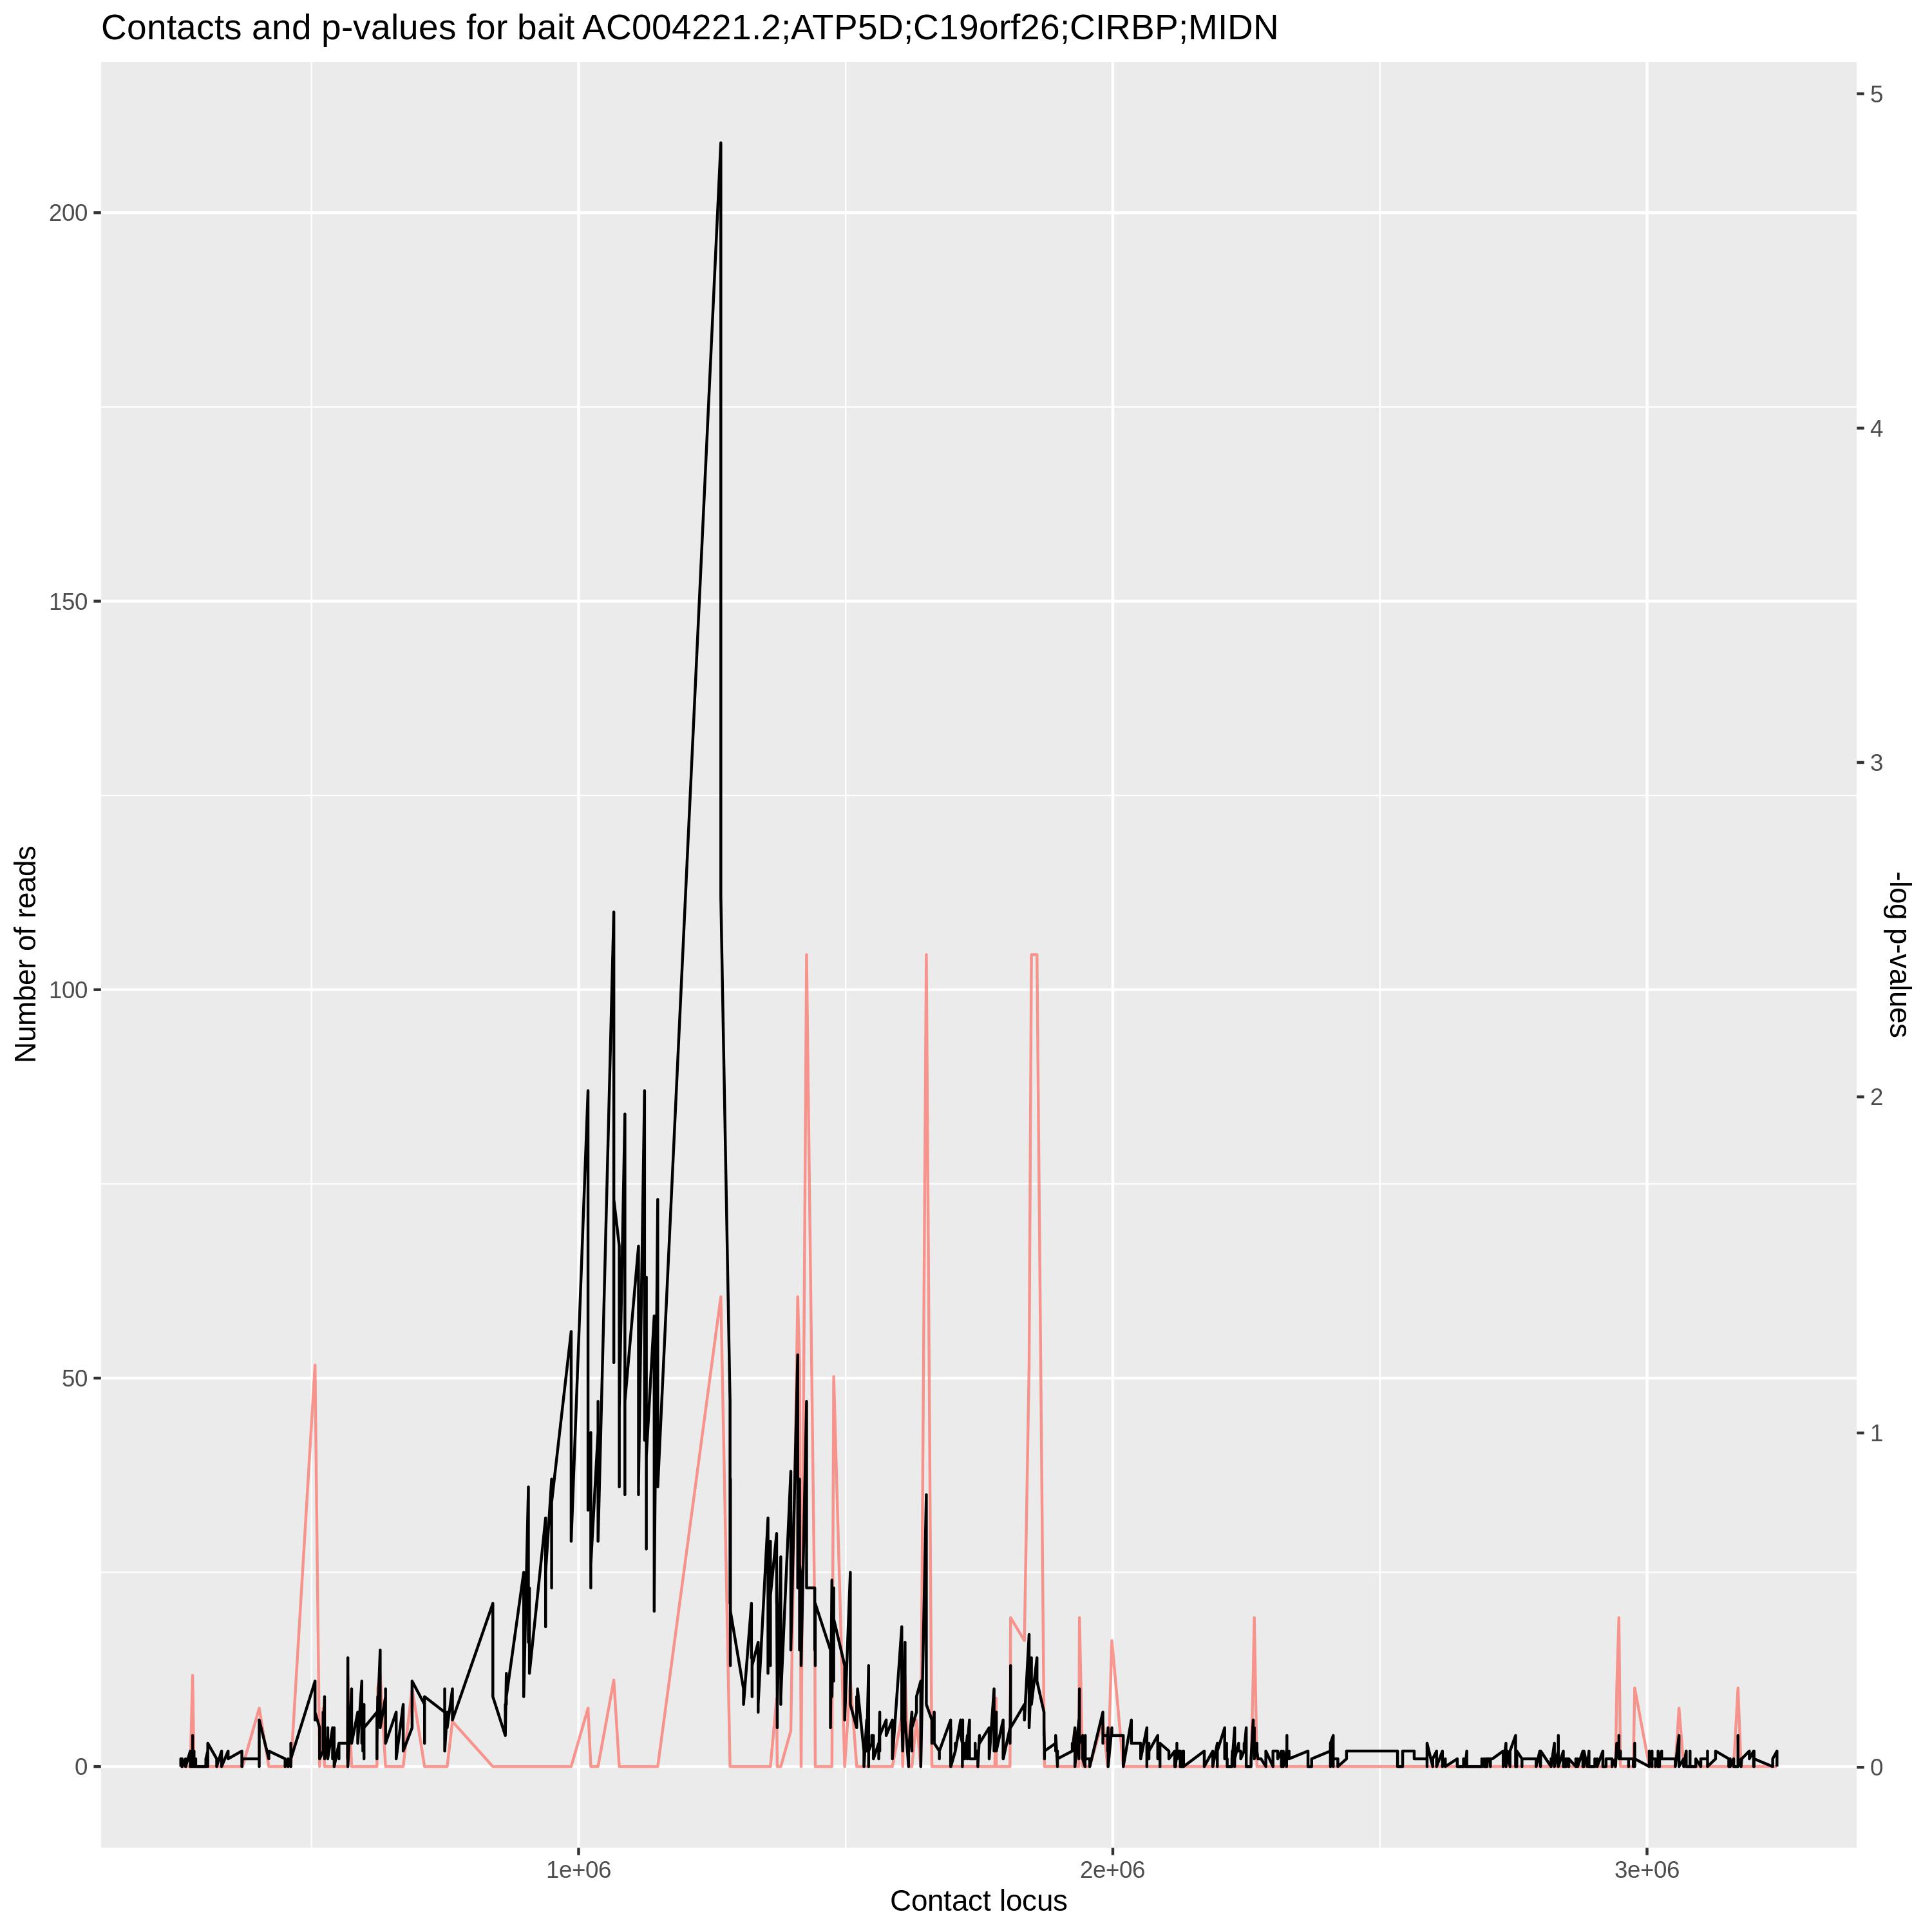 Contacts and p-values for bait AC004221.2;ATP5D;C19orf26;CIRBP;MIDN
200
150
100
50
0
Number of reads
5
4
3
2
1
0
-log p-values
1e+06
2e+06
3e+06
Contact locus